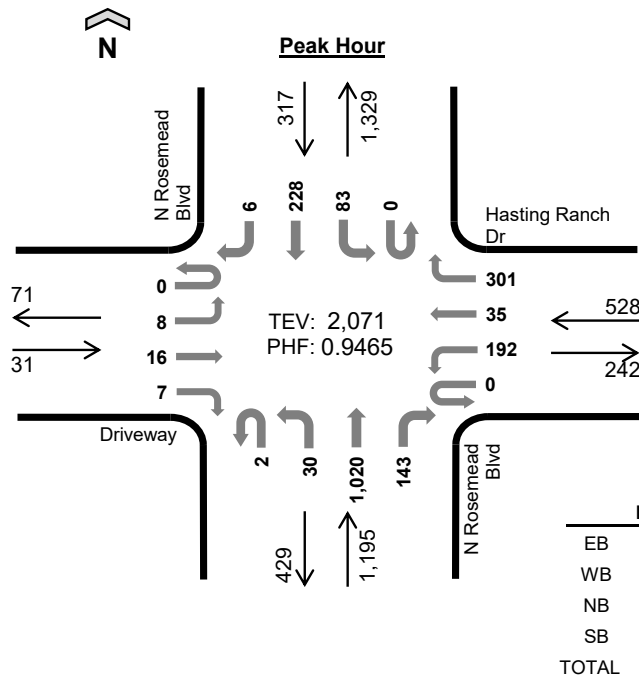 N
Peak Hour
317
1,329
N Rosemead
Blvd
6
228
83
0
Hasting Ranch
Dr
0
8
16
7
71
31
TEV: 2,071
PHF: 0.9465
301
35
192
0
528
242
Driveway
2
30
1,020
143
N Rosemead
Blvd
429
1,195
EB
WB
NB
SB
TOTAL